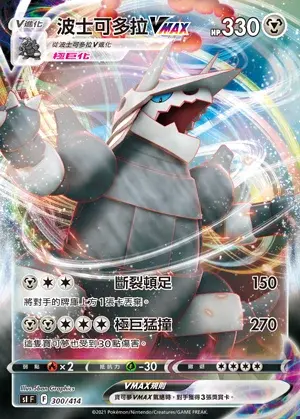 V進化
波士可多拉VMAX
HP 330
從波士可多拉V進化
極巨化
斷裂頓足 150
將對手的牌庫上方1張卡丟棄。
極巨猛撞 270
這隻寶可夢也受到30點傷害。
弱點 ×2 抵抗力 -30 撤退
Illus. 5ban Graphics
VMAX規則
寶可夢VMAX氣絕時，對手獲得3張獎賞卡。
sI F F 300/414
©2021 Pokémon/Nintendo/Creatures/GAME FREAK.